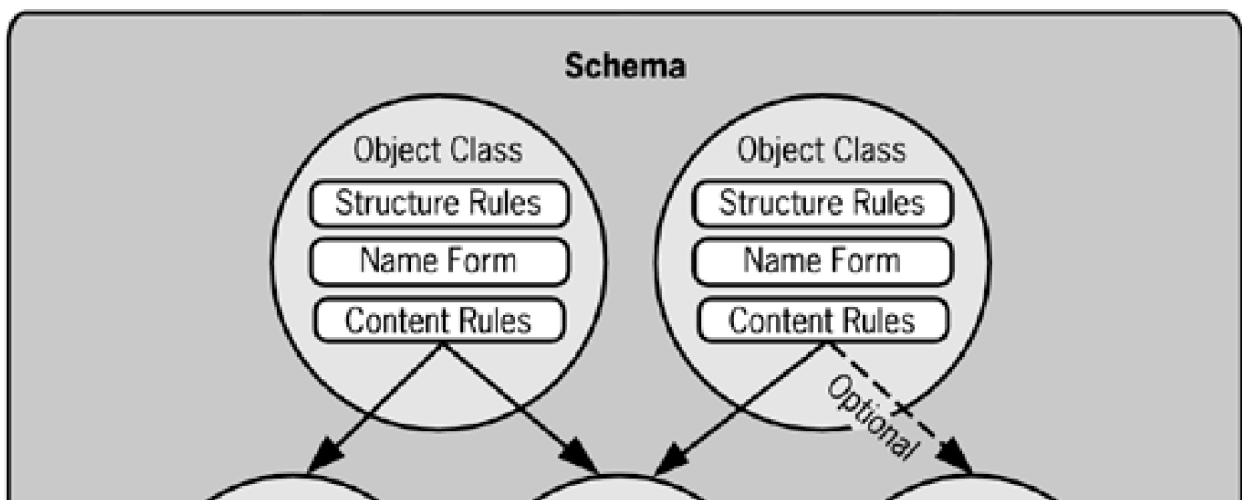 Schema
Object Class
Structure Rules
Name Form
Content Rules
Object Class
Structure Rules
Name Form
Content Rules
Optional